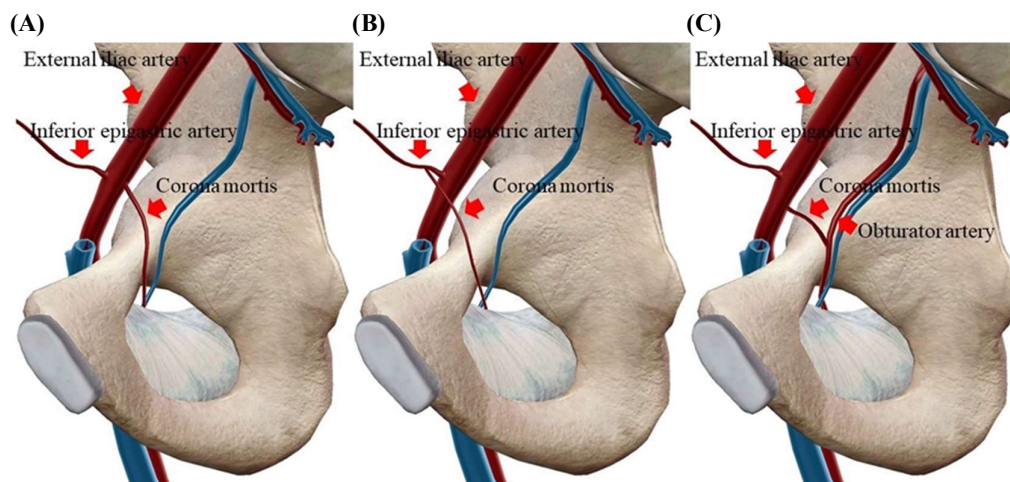 (A)
External iliac artery
Inferior epigastric artery
Corona mortis
(B)
External iliac artery
Inferior epigastric artery
Corona mortis
(C)
External iliac artery
Inferior epigastric artery
Corona mortis
Obturator artery